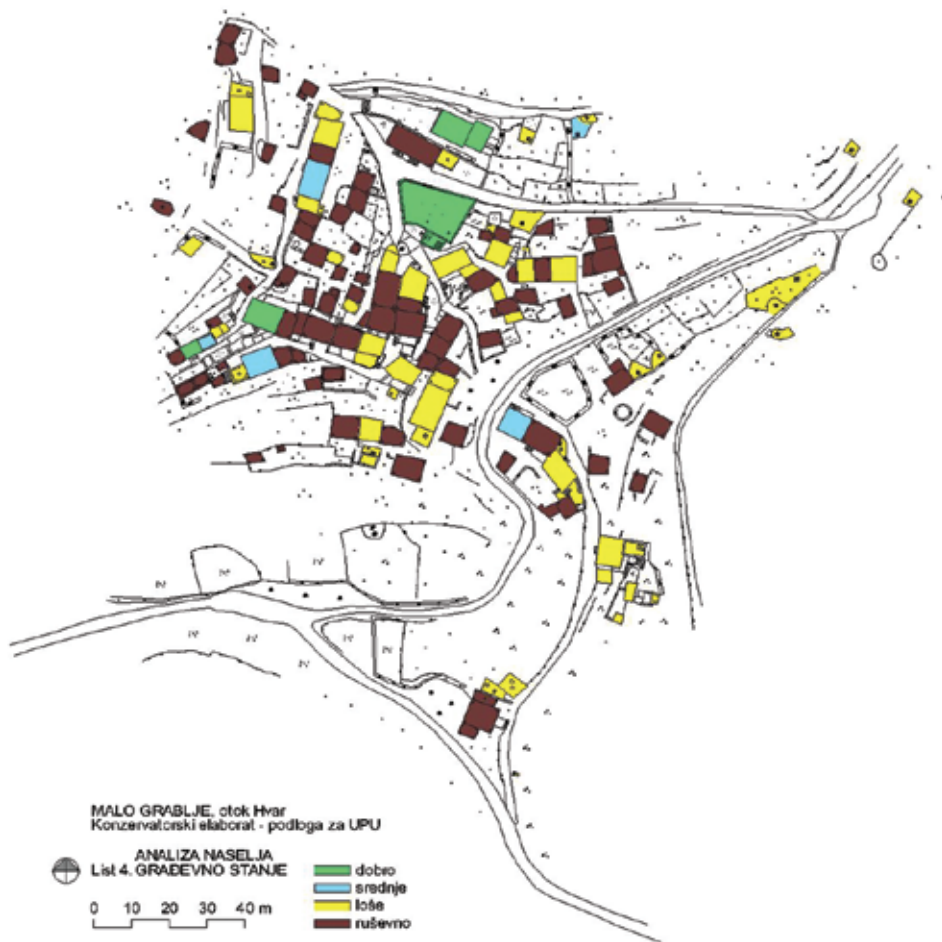 MALO GRABLJE, otok Hvar
Konzervatorski elaborat - podloga za UPU
ANALIZA NASELJA
List 4. GRAĐEVNO STANJE
dobro
srednje
loše
ruševno
0 10 20 30 40 m